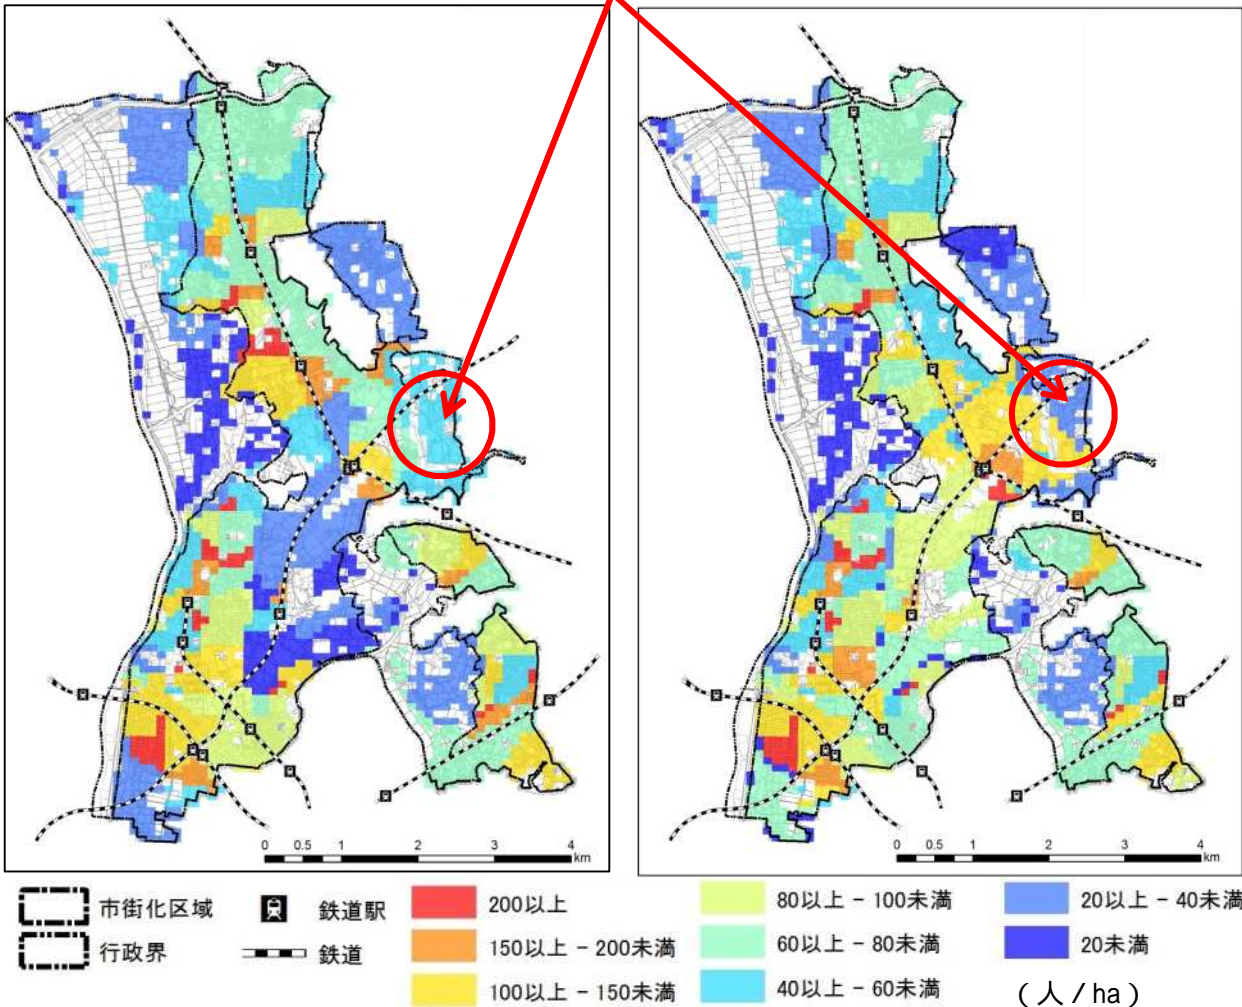 0 0.5 1 2 3 4 km
0 0.5 1 2 3 4 km
市街化区域
行政界
鉄道駅
鉄道
200以上
150以上 - 200未満
100以上 - 150未満
80以上 - 100未満
60以上 - 80未満
40以上 - 60未満
20以上 - 40未満
20未満
(人/ha)